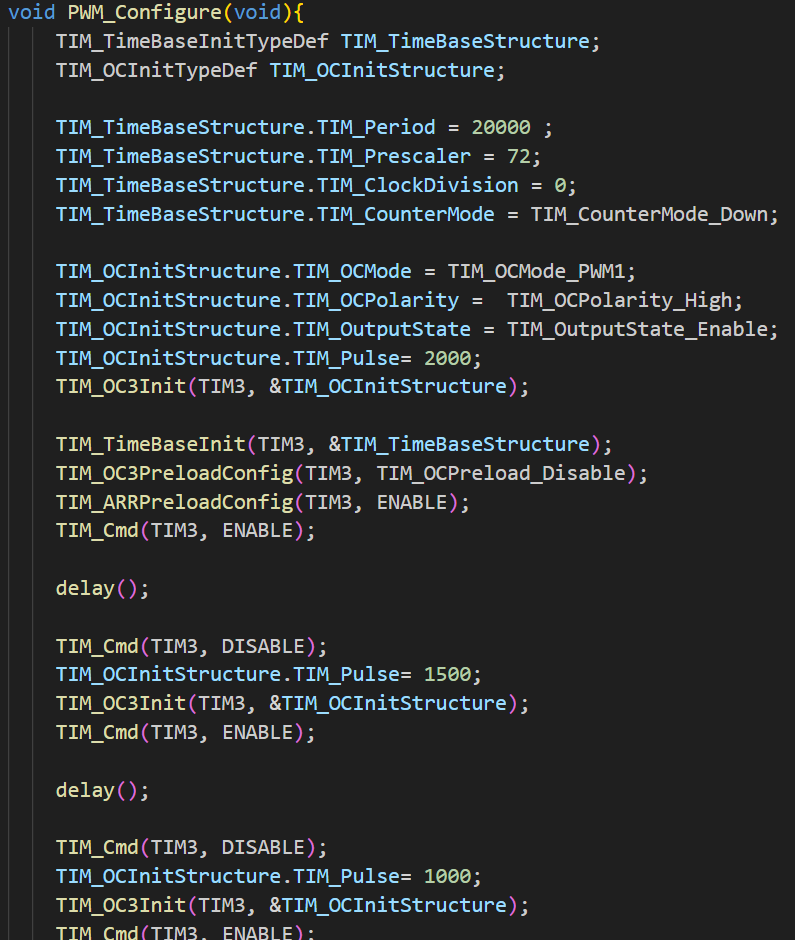 void PWM_Configure(void){
TIM_TimeBaseInitTypeDef TIM_TimeBaseStructure;
TIM_OCInitTypeDef TIM_OCInitStructure;
TIM_TimeBaseStructure.TIM_Period = 20000 ;
TIM_TimeBaseStructure.TIM_Prescaler = 72;
TIM_TimeBaseStructure.TIM_ClockDivision = 0;
TIM_TimeBaseStructure.TIM_CounterMode = TIM_CounterMode_Down;
TIM_OCInitStructure.TIM_OCMode = TIM_OCMode_PWM1;
TIM_OCInitStructure.TIM_OCPolarity =  TIM_OCPolarity_High;
TIM_OCInitStructure.TIM_OutputState = TIM_OutputState_Enable;
TIM_OCInitStructure.TIM_Pulse= 2000;
TIM_OC3Init(TIM3, &TIM_OCInitStructure);
TIM_TimeBaseInit(TIM3, &TIM_TimeBaseStructure);
TIM_OC3PreloadConfig(TIM3, TIM_OCPreload_Disable);
TIM_ARRPreloadConfig(TIM3, ENABLE);
TIM_Cmd(TIM3, ENABLE);
delay();
TIM_Cmd(TIM3, DISABLE);
TIM_OCInitStructure.TIM_Pulse= 1500;
TIM_OC3Init(TIM3, &TIM_OCInitStructure);
TIM_Cmd(TIM3, ENABLE);
delay();
TIM_Cmd(TIM3, DISABLE);
TIM_OCInitStructure.TIM_Pulse= 1000;
TIM_OC3Init(TIM3, &TIM_OCInitStructure);
TIM_Cmd(TIM3, ENABLE);